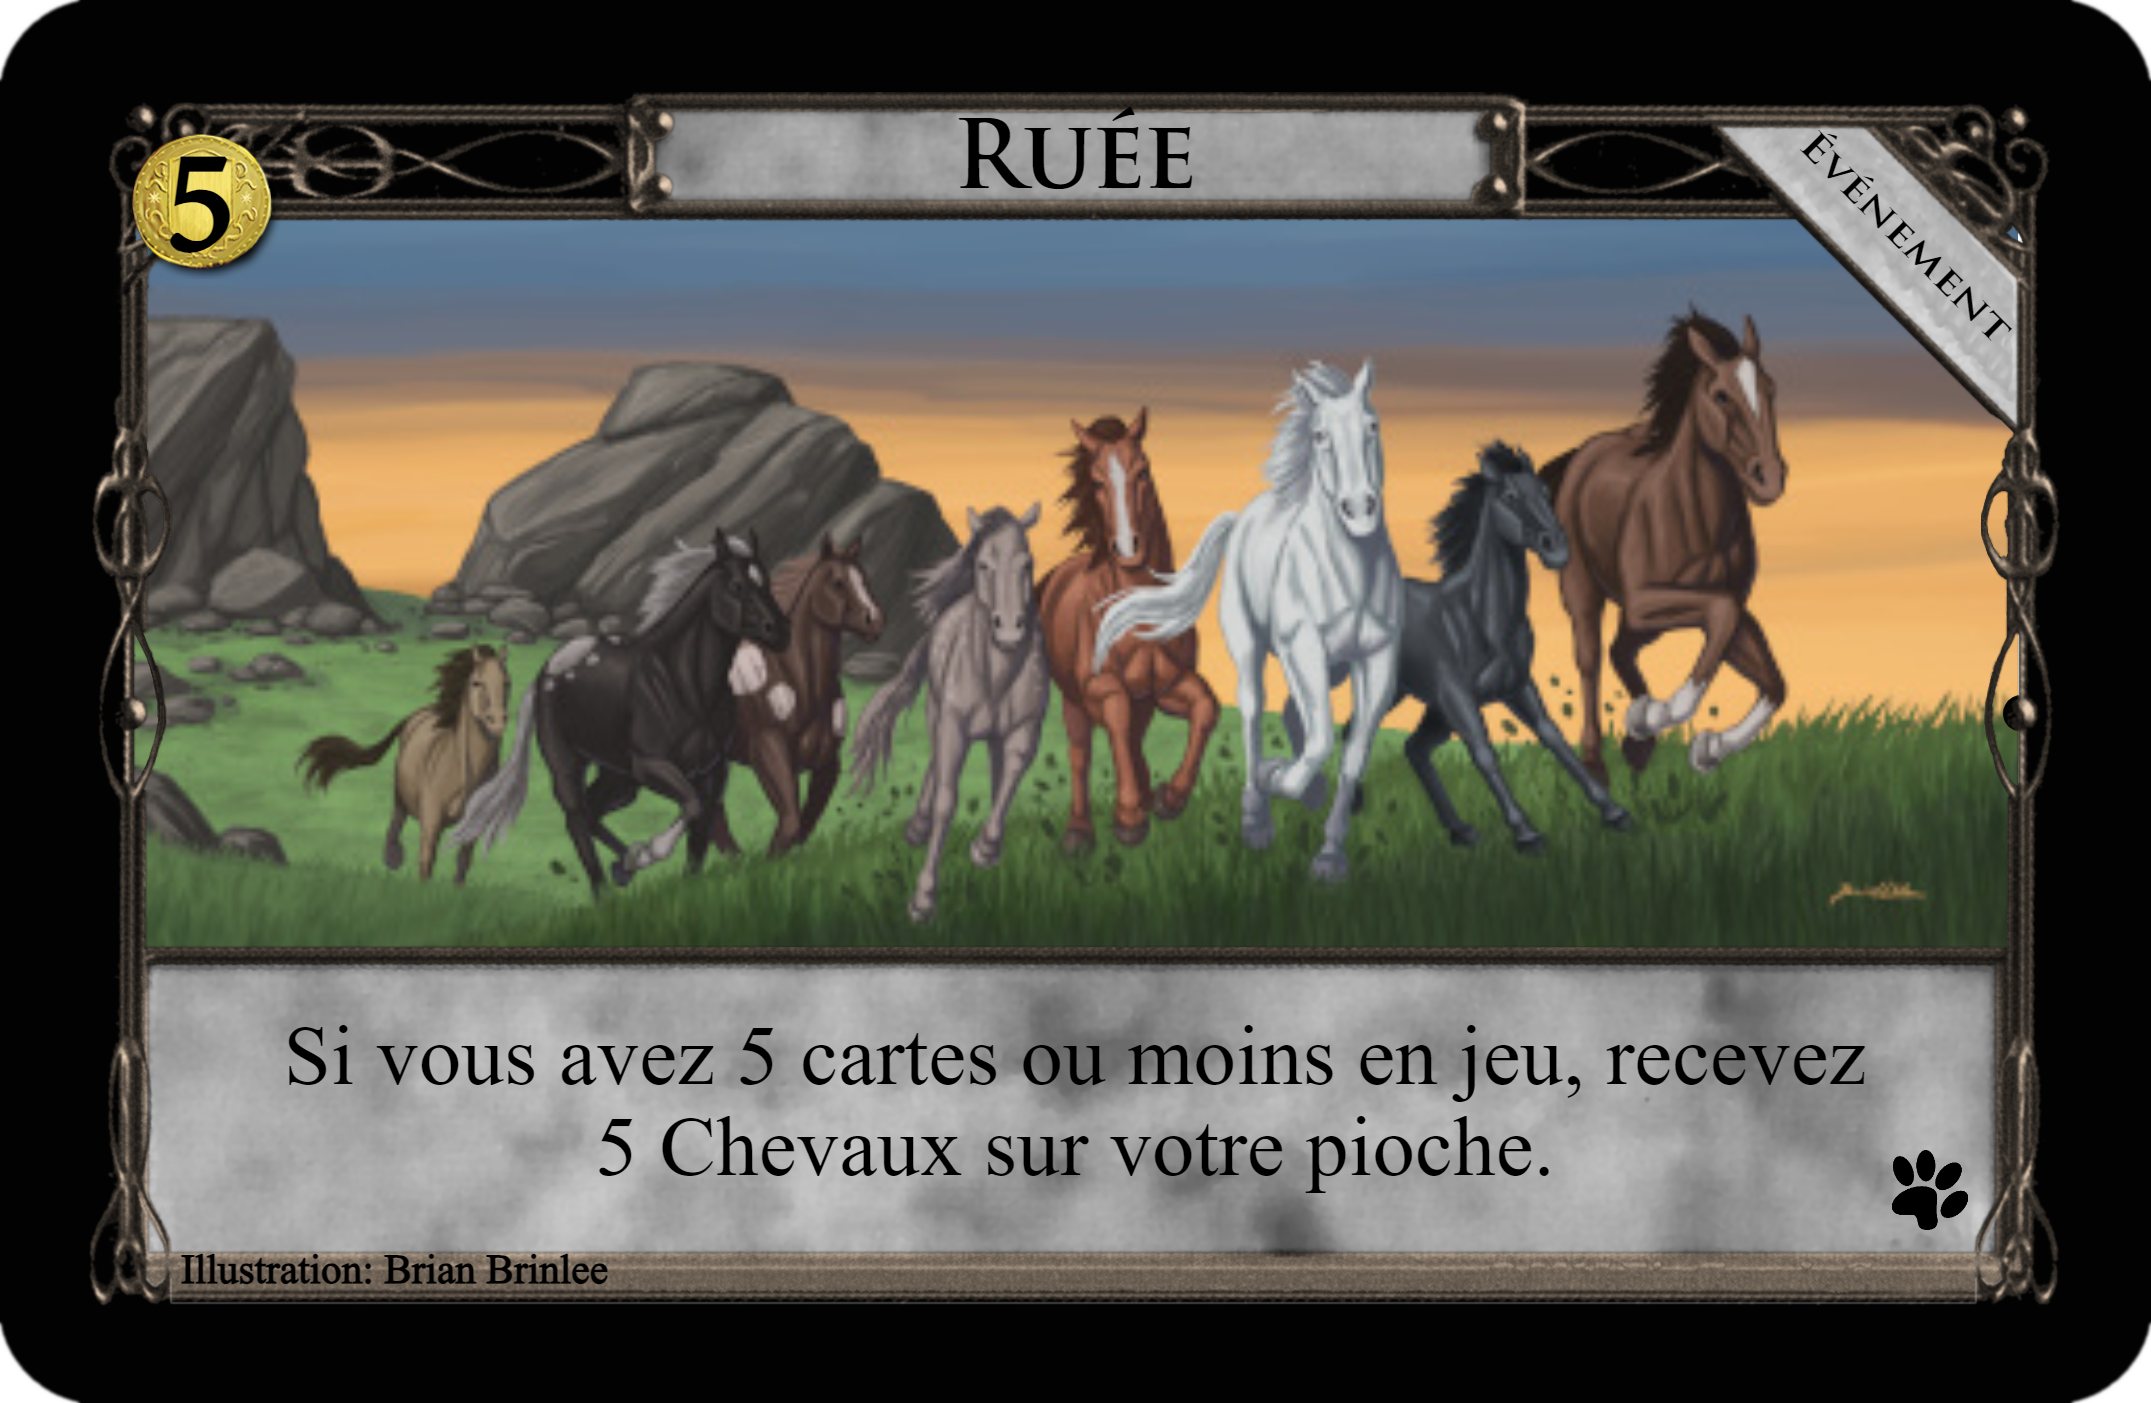 Ruée
5
Événement
Si vous avez 5 cartes ou moins en jeu, recevez
5 Chevaux sur votre pioche.
Illustration: Brian Brinlee